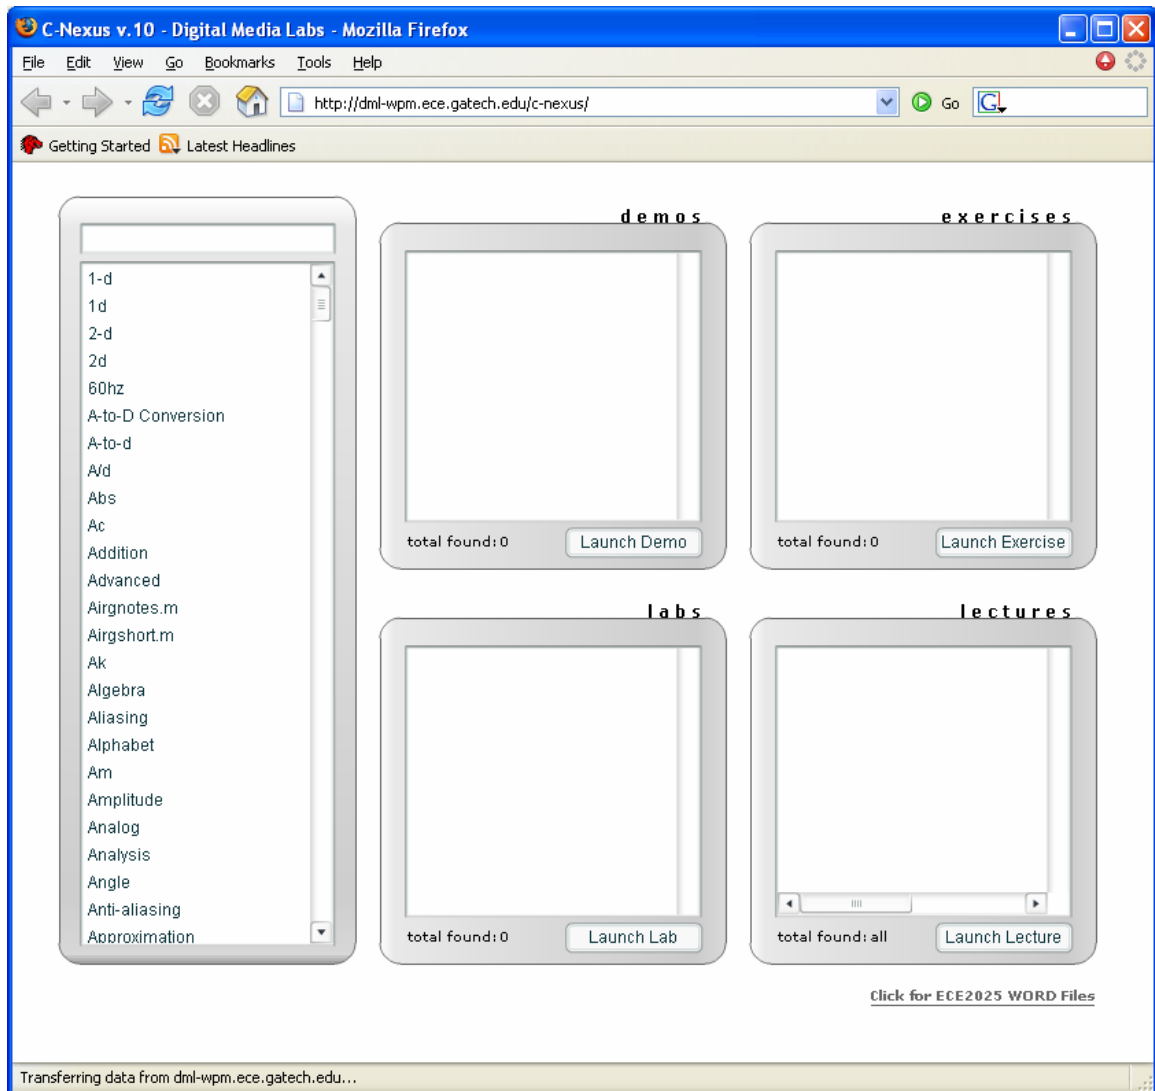 C-Nexus v.10 - Digital Media Labs - Mozilla Firefox
File Edit View Go Bookmarks Tools Help
http://dml-wpm.ece.gatech.edu/c-nexus/ Go G
Getting Started Latest Headlines
1-d
1d
2-d
2d
60hz
A-to-D Conversion
A-to-d
A/d
Abs
Ac
Addition
Advanced
Airgnotes.m
Airgshort.m
Ak
Algebra
Aliasing
Alphabet
Am
Amplitude
Analog
Analysis
Angle
Anti-aliasing
Approximation
demos
total found: 0 Launch Demo
exercises
total found: 0 Launch Exercise
labs
total found: 0 Launch Lab
lectures
total found: all Launch Lecture
Click for ECE2025 WORD Files
Transferring data from dml-wpm.ece.gatech.edu...